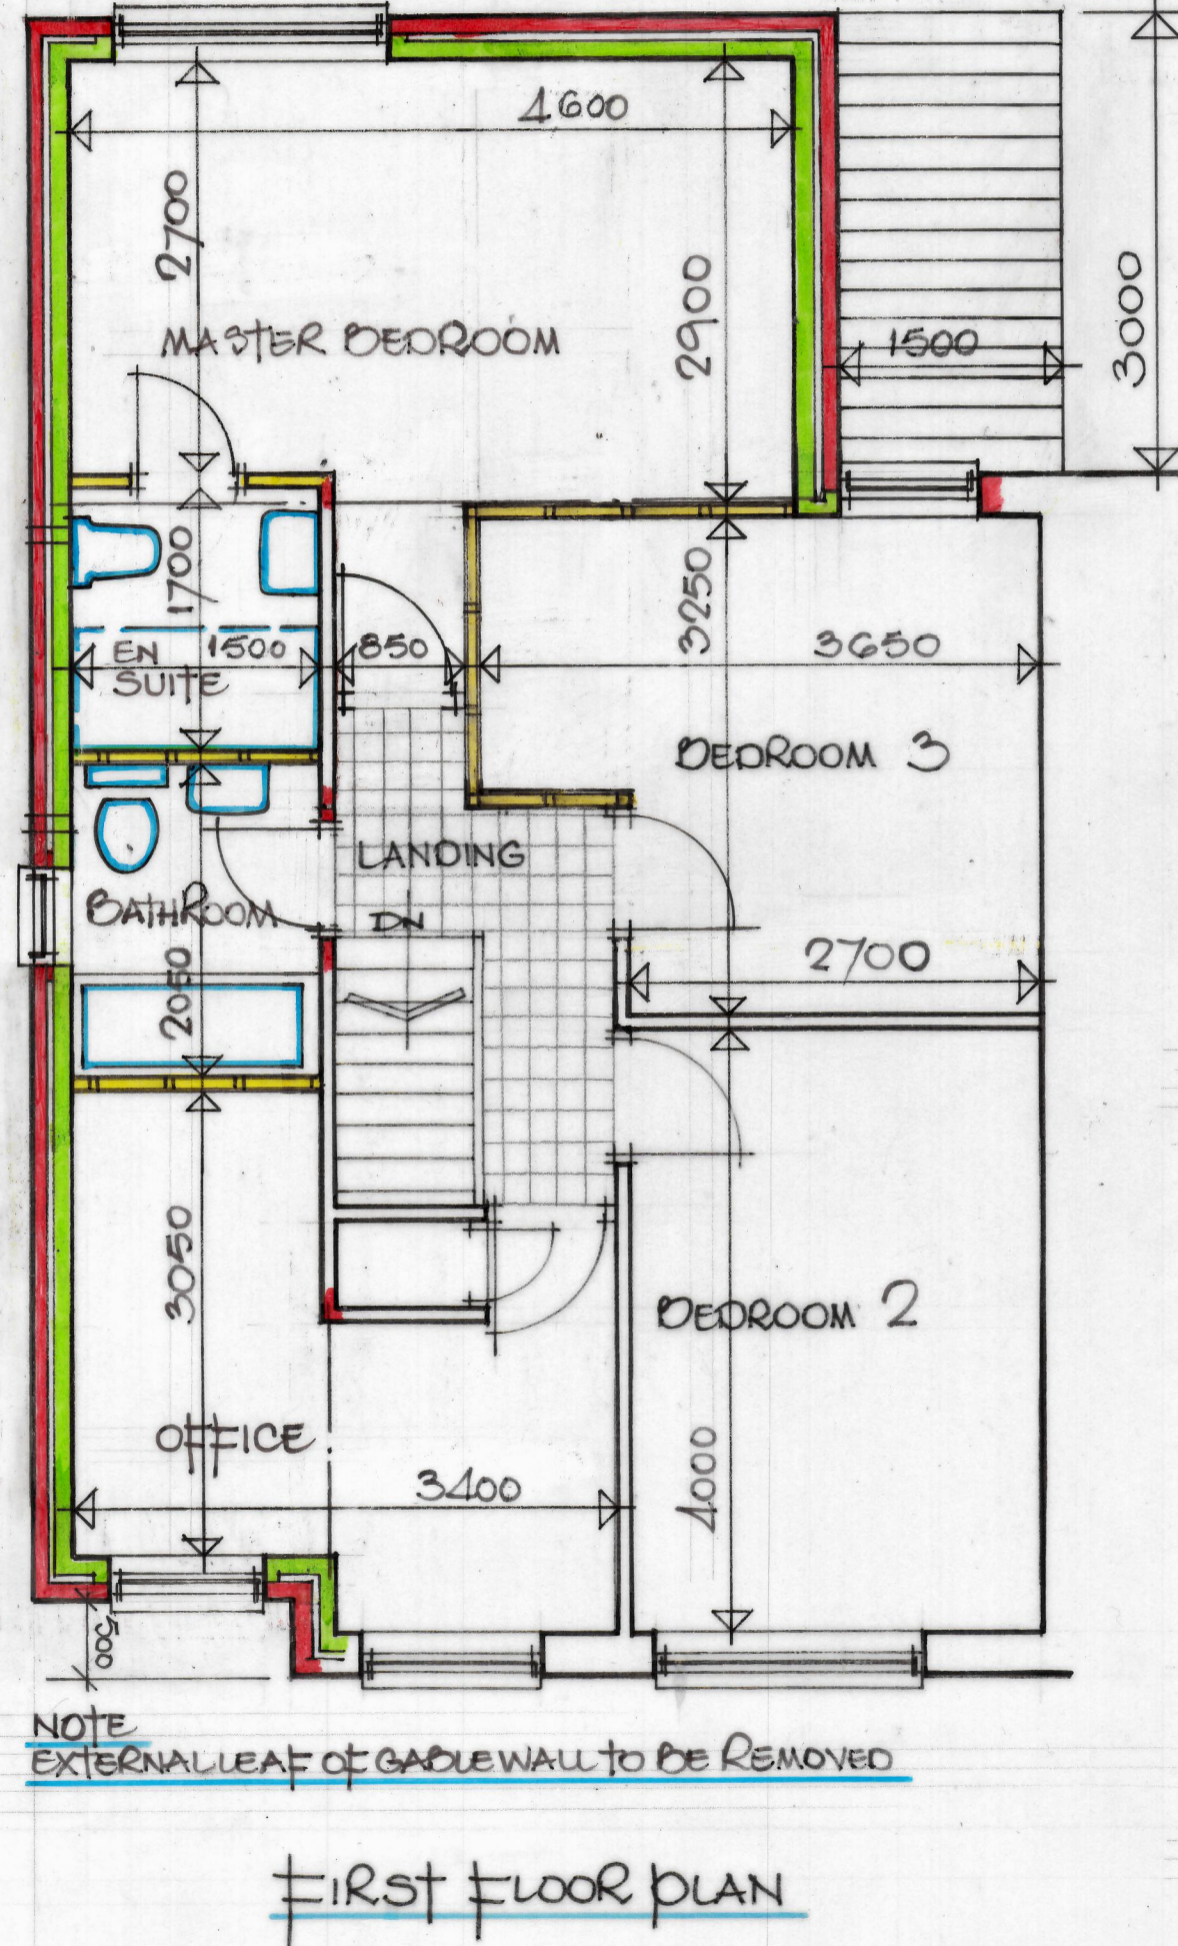 4600
2700
2900
3000
1500
MASTER BEDROOM
1700
3250
EN
SUITE
1500
850
3650
BEDROOM 3
LANDING
DN
BATHROOM
2050
2700
3050
BEDROOM 2
OFFICE
3400
4000
500
NOTE
EXTERNAL LEAF OF GABLE WALL TO BE REMOVED
FIRST FLOOR PLAN